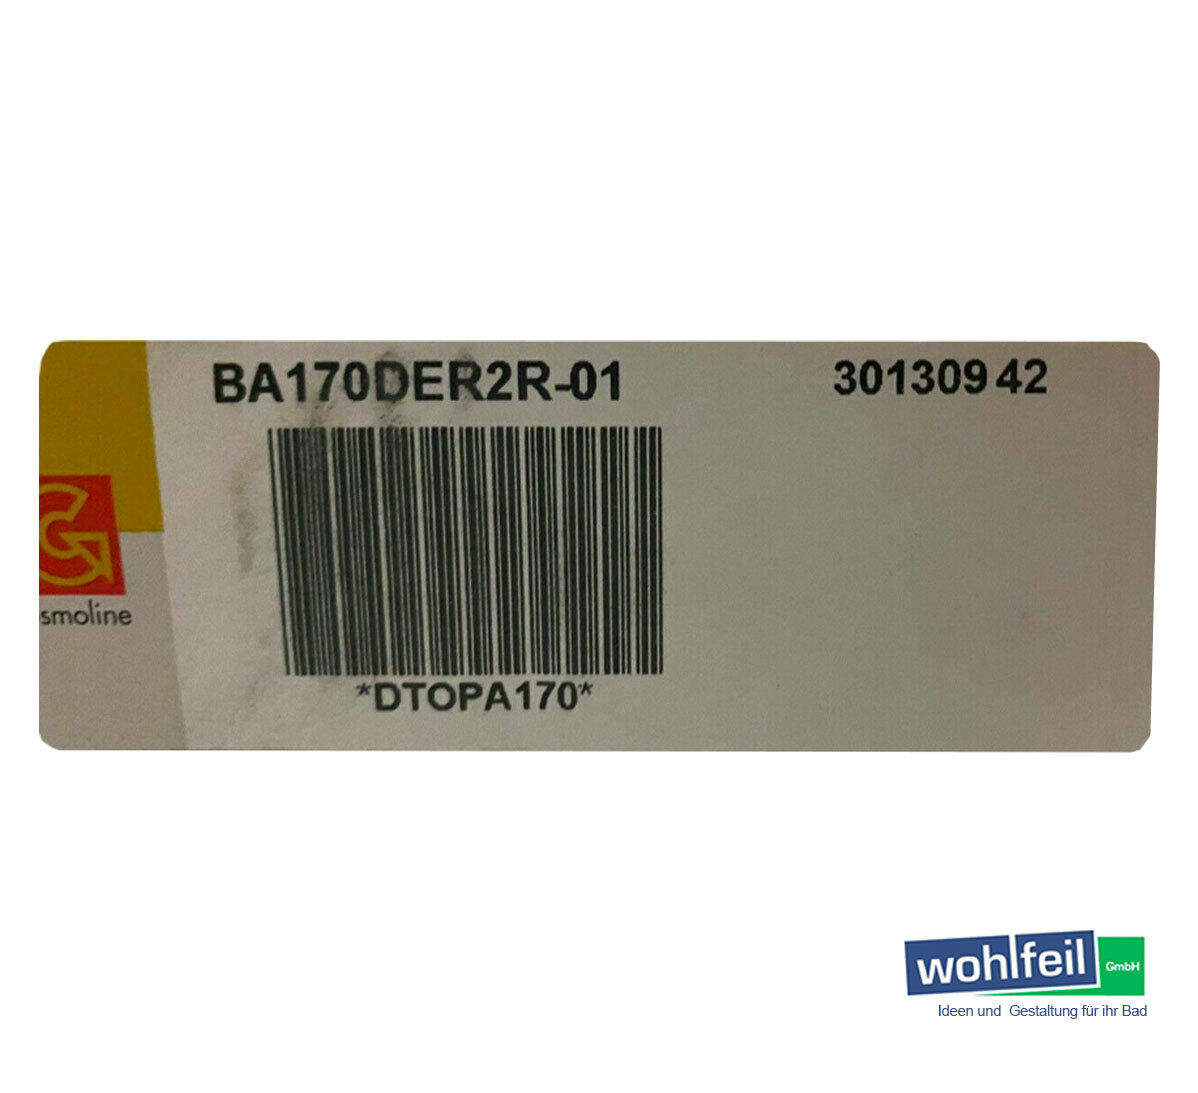 BA170DER2R-01
30130942
smoline
*DTOPA170*
wohlfeil GmbH
Ideen und Gestaltung für ihr Bad